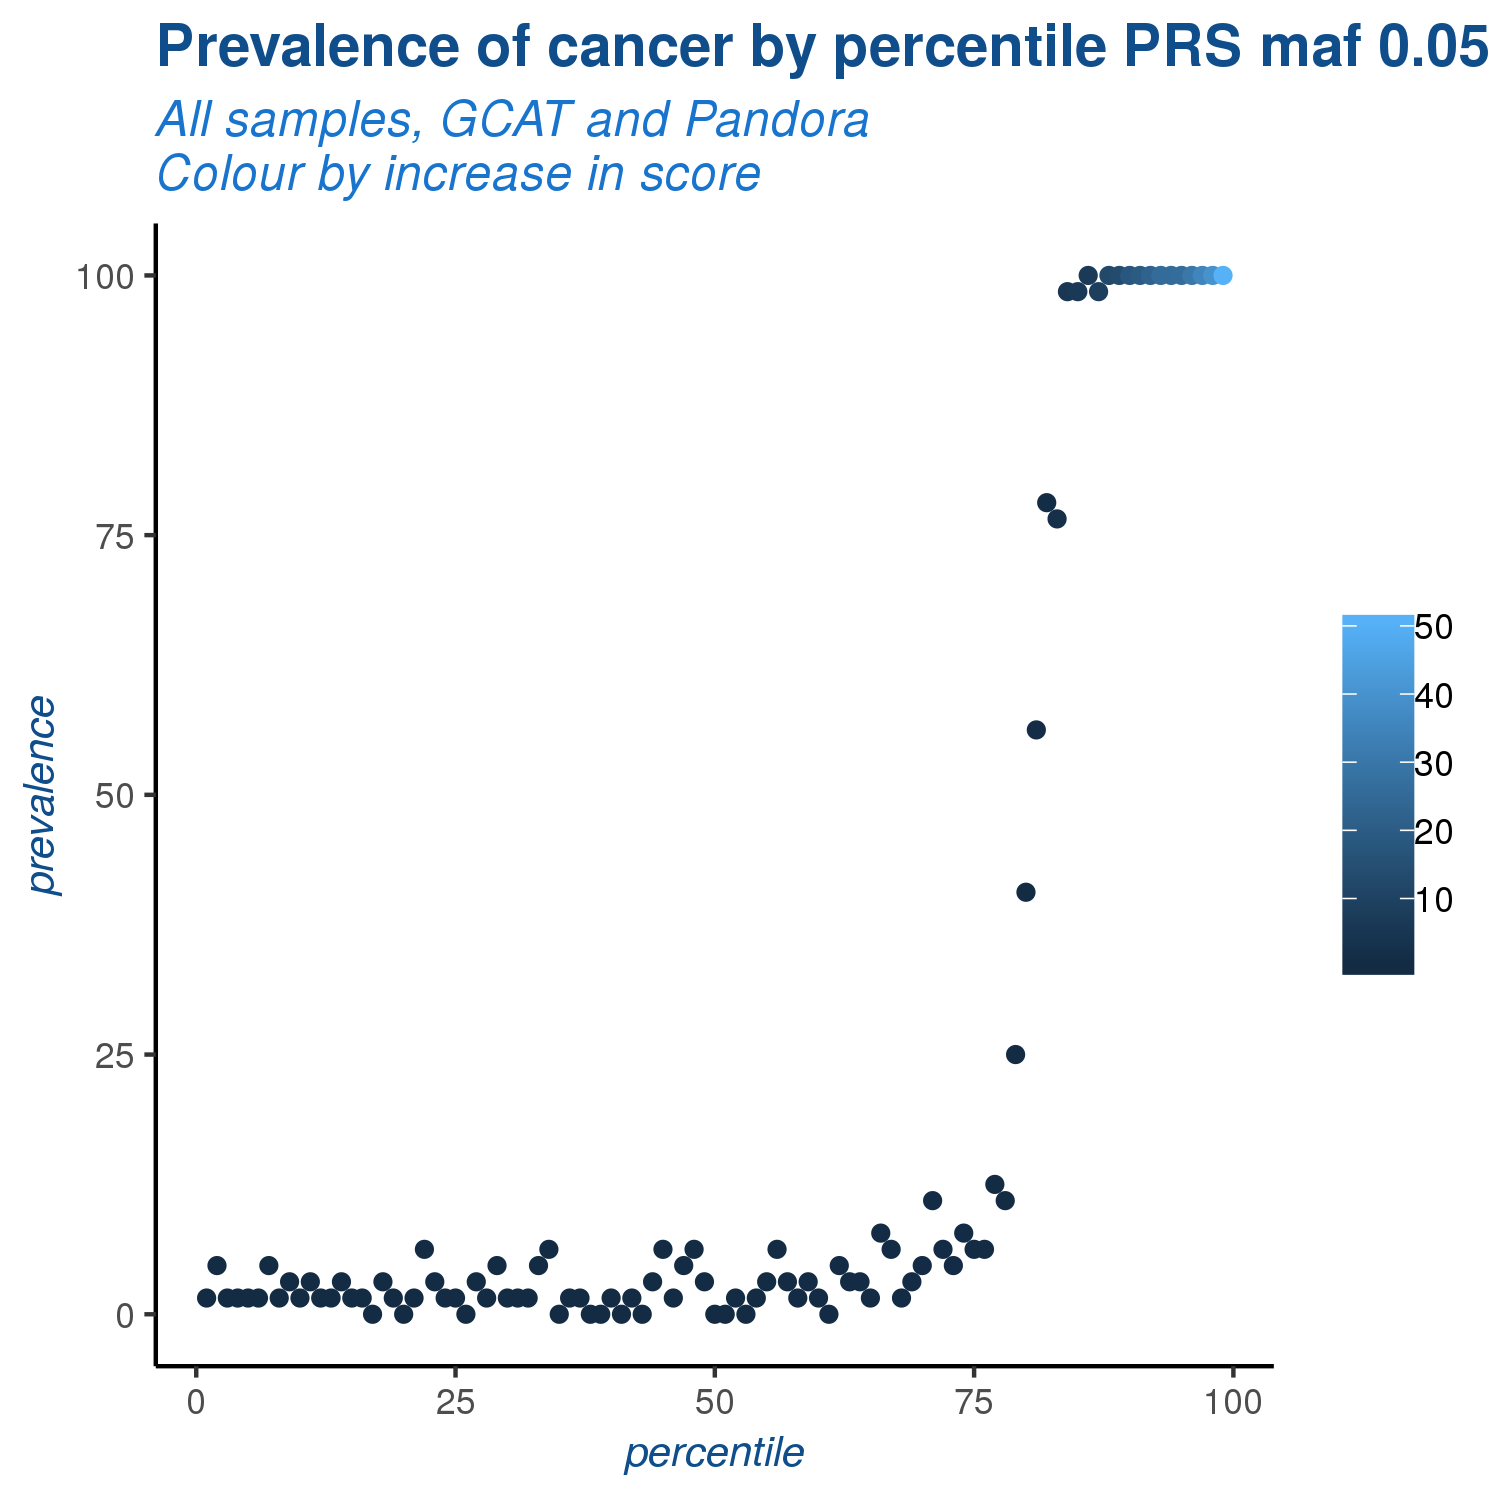 Prevalence of cancer by percentile PRS maf 0.05
All samples, GCAT and Pandora
Colour by increase in score
100
75
50
25
0
prevalence
0 25 50 75 100
percentile
50
40
30
20
10